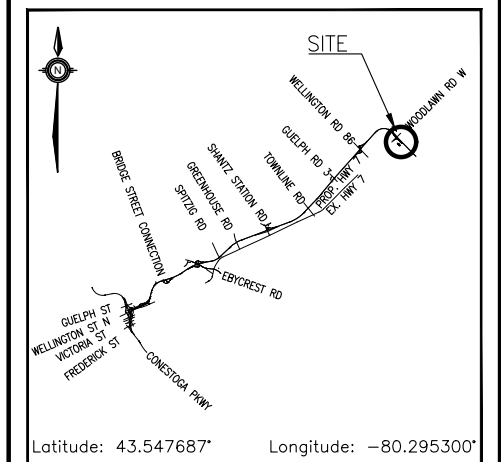 SITE
N
WOODLAWN RD W
WELLINGTON RD 86
GUELPH RD 3
PROP. HWY 7
EX. HWY 7
TOWNLINE RD
SHANTZ STATION RD
GREENHOUSE RD
SPITZIG RD
BRIDGE STREET CONNECTION
EBYCREST RD
GUELPH ST
WELLINGTON ST N
VICTORIA ST
FREDERICK ST
CONESTOGA PKWY
Latitude: 43.547687° Longitude: −80.295300°